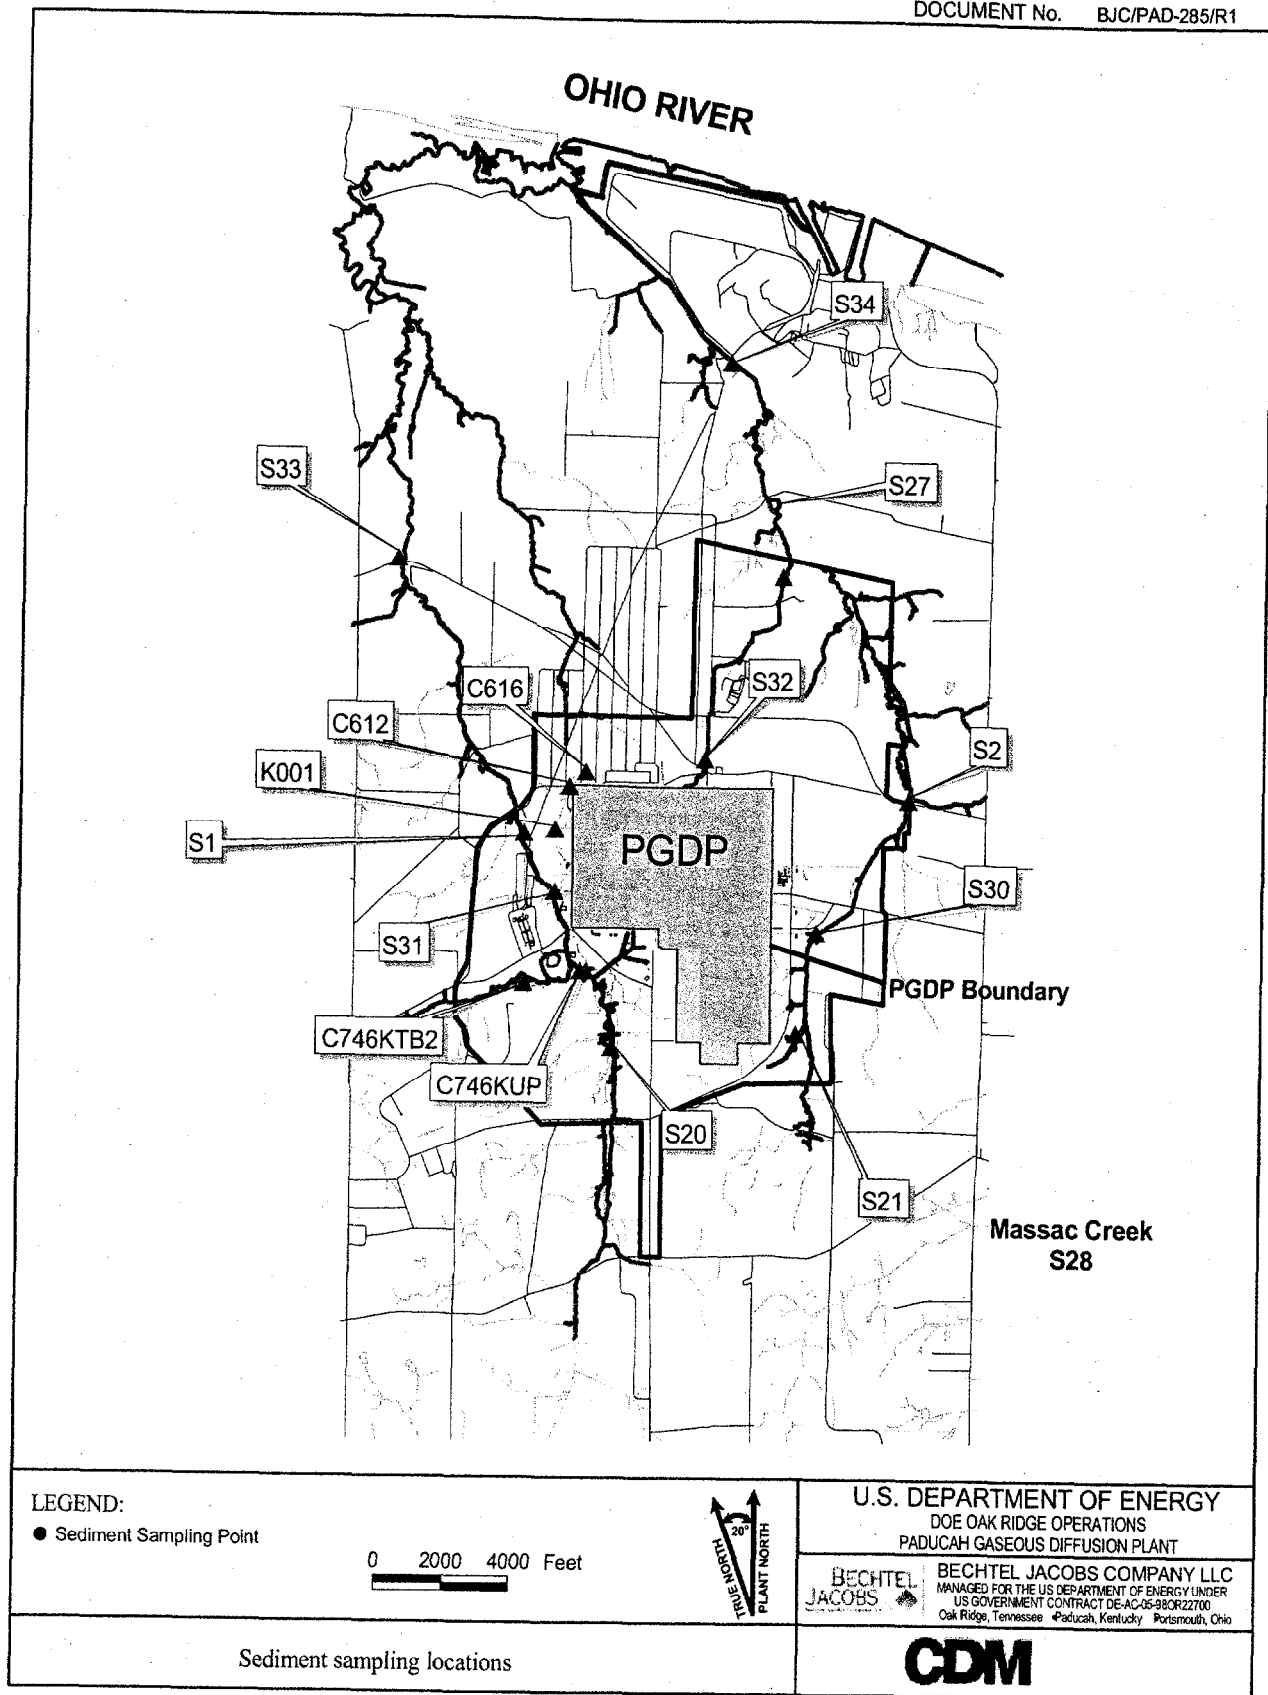 DOCUMENT No. BJC/PAD-285/R1
OHIO RIVER
S34
S33
S27
C616
S32
C612
S2
K001
S1
PGDP
S30
S31
PGDP Boundary
C746KTB2
C746KUP
S20
S21
Massac Creek
S28
LEGEND:
Sediment Sampling Point
0 2000 4000 Feet
20°
TRUE NORTH
PLANT NORTH
U.S. DEPARTMENT OF ENERGY
DOE OAK RIDGE OPERATIONS
PADUCAH GASEOUS DIFFUSION PLANT
BECHTEL
JACOBS
BECHTEL JACOBS COMPANY LLC
MANAGED FOR THE US DEPARTMENT OF ENERGY UNDER
US GOVERNMENT CONTRACT DE-AC-05-98OR22700
Oak Ridge, Tennessee •Paducah, Kentucky Portsmouth, Ohio
Sediment sampling locations
CDM